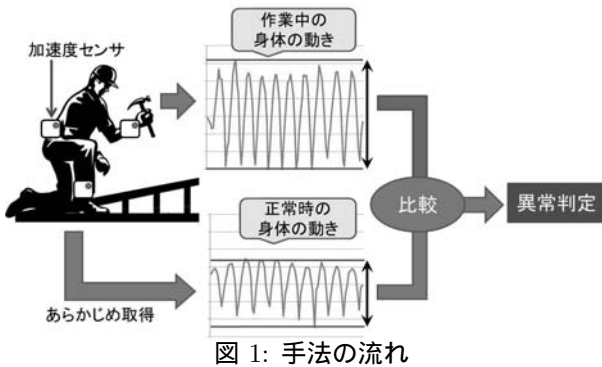 作業中の
身体の動き
加速度センサ
正常時の
身体の動き
比較
異常判定
あらかじめ取得
図 1: 手法の流れ